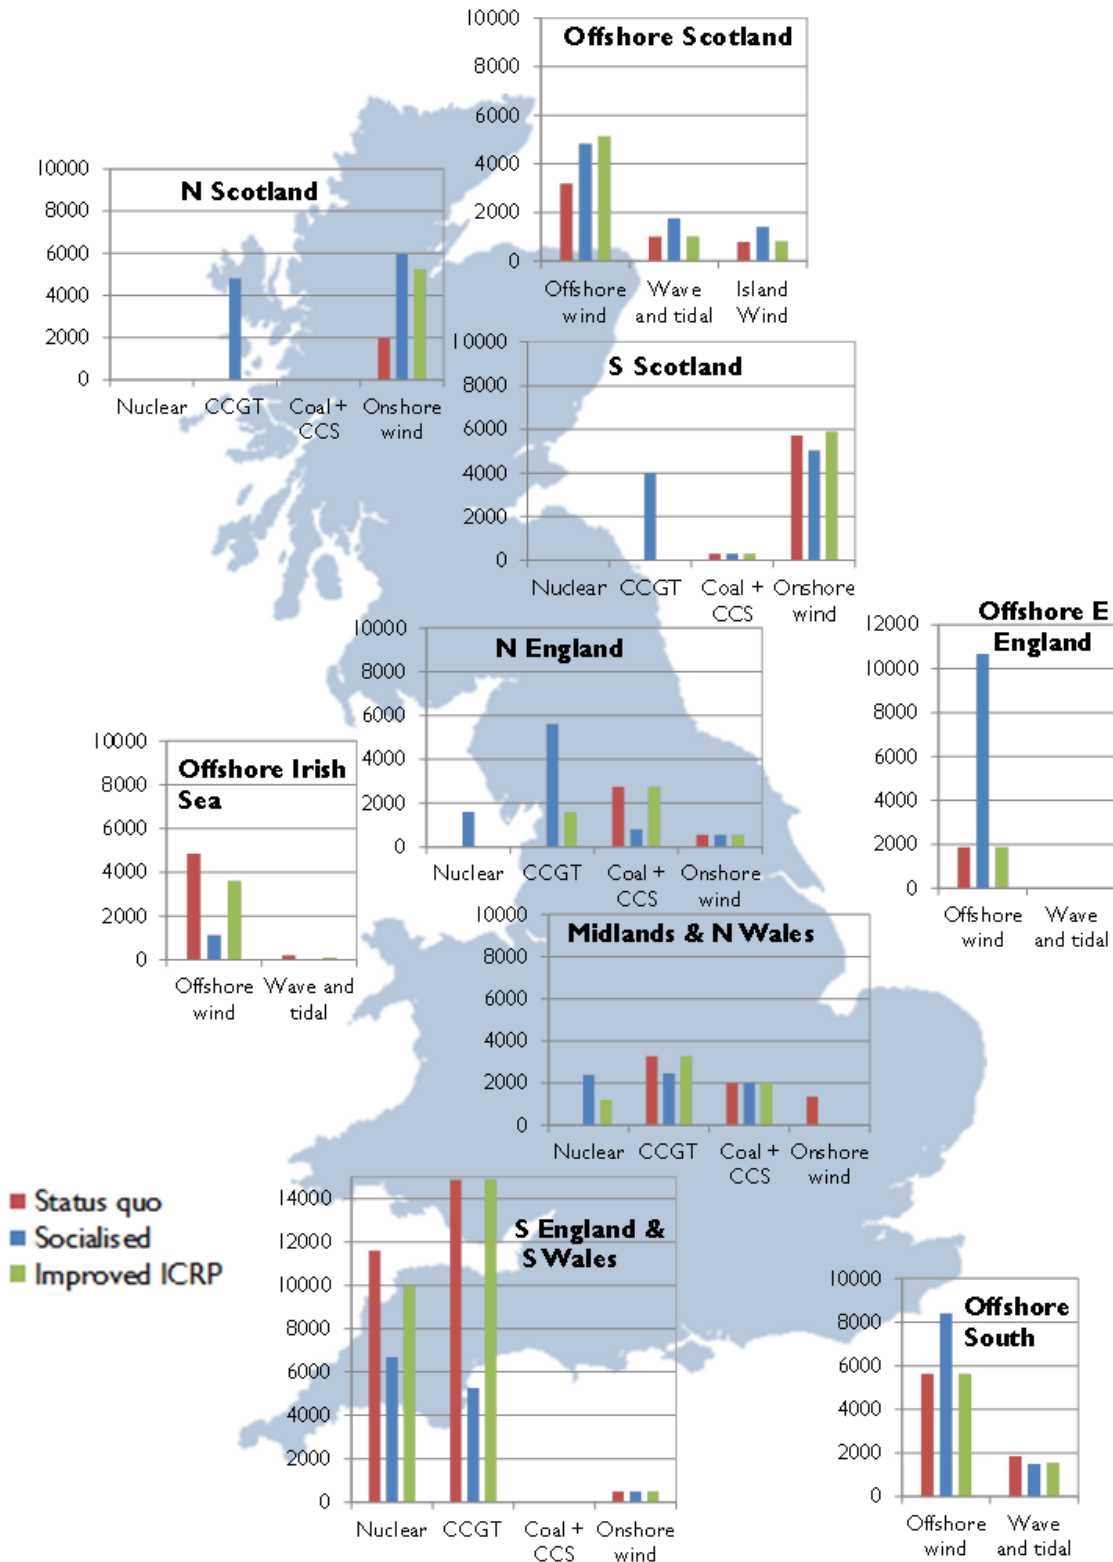 10000
Offshore Scotland
8000
6000
4000
2000
0
Offshore
wind
Wave
and tidal
Island
Wind
10000
N Scotland
8000
6000
4000
2000
0
Nuclear
CCGT
Coal +
CCS
Onshore
wind
10000
S Scotland
8000
6000
4000
2000
0
Nuclear
CCGT
Coal +
CCS
Onshore
wind
10000
N England
8000
6000
4000
2000
0
Nuclear
CCGT
Coal +
CCS
Onshore
wind
Offshore E
England
12000
10000
8000
6000
4000
2000
0
Offshore
wind
Wave
and tidal
10000
Offshore Irish
Sea
8000
6000
4000
2000
0
Offshore
wind
Wave and
tidal
10000
Midlands & N Wales
8000
6000
4000
2000
0
Nuclear
CCGT
Coal +
CCS
Onshore
wind
Status quo
Socialised
Improved ICRP
14000
S England &
S Wales
12000
10000
8000
6000
4000
2000
0
Nuclear
CCGT
Coal +
CCS
Onshore
wind
10000
Offshore
South
8000
6000
4000
2000
0
Offshore
wind
Wave
and tidal